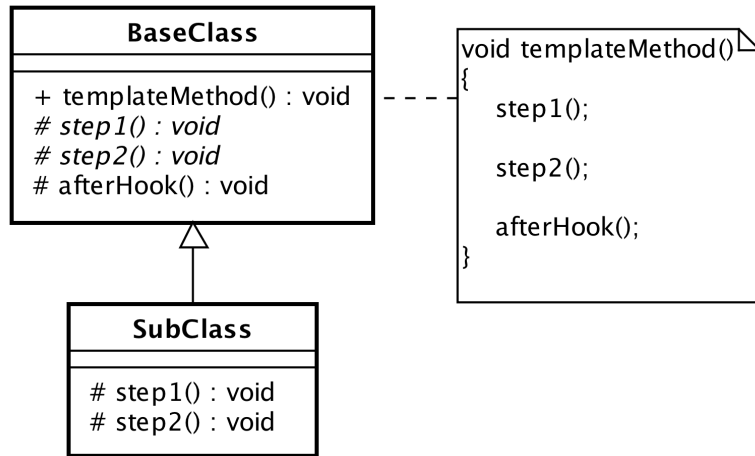 BaseClass
+ templateMethod() : void
# step1() : void
# step2() : void
# afterHook() : void
void templateMethod()
{
step1();
step2();
afterHook();
}
SubClass
# step1() : void
# step2() : void